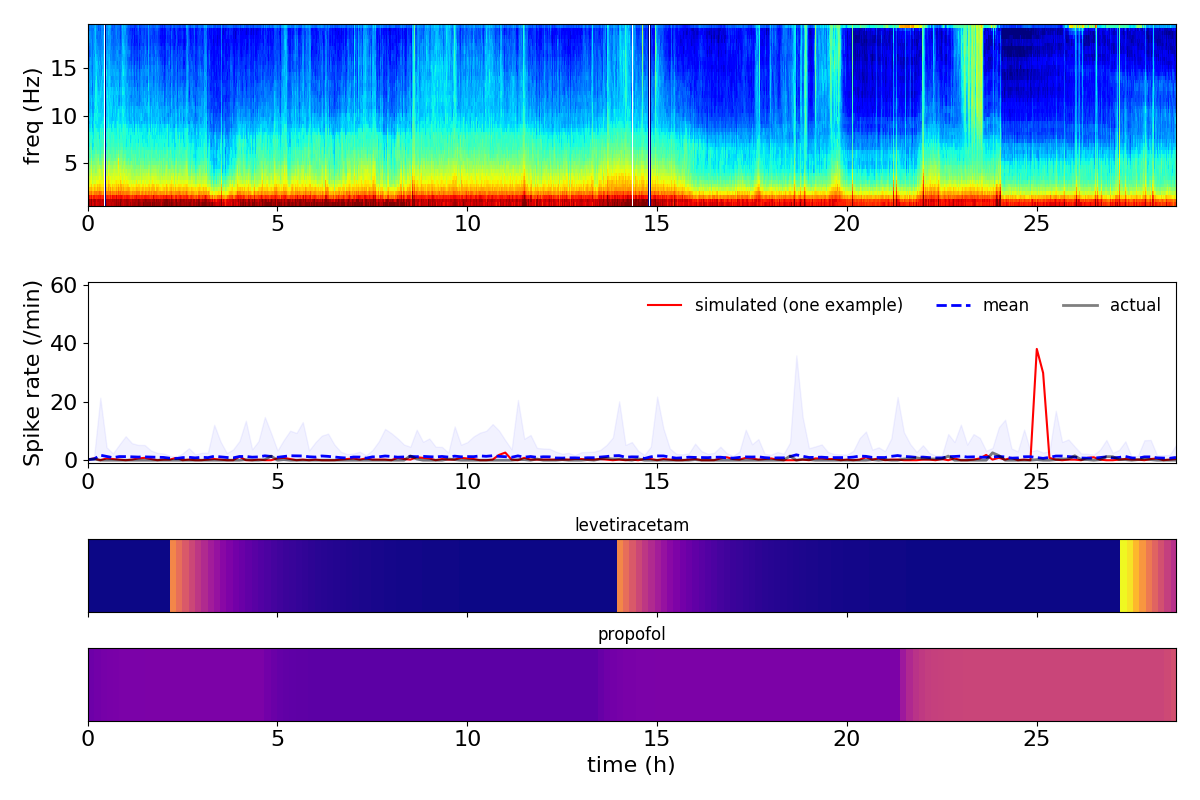 freq (Hz)
15
10
5
0 5 10 15 20 25
Spike rate (/min)
60
40
20
0
simulated (one example) mean actual
0 5 10 15 20 25
levetiracetam
propofol
0 5 10 15 20 25
time (h)